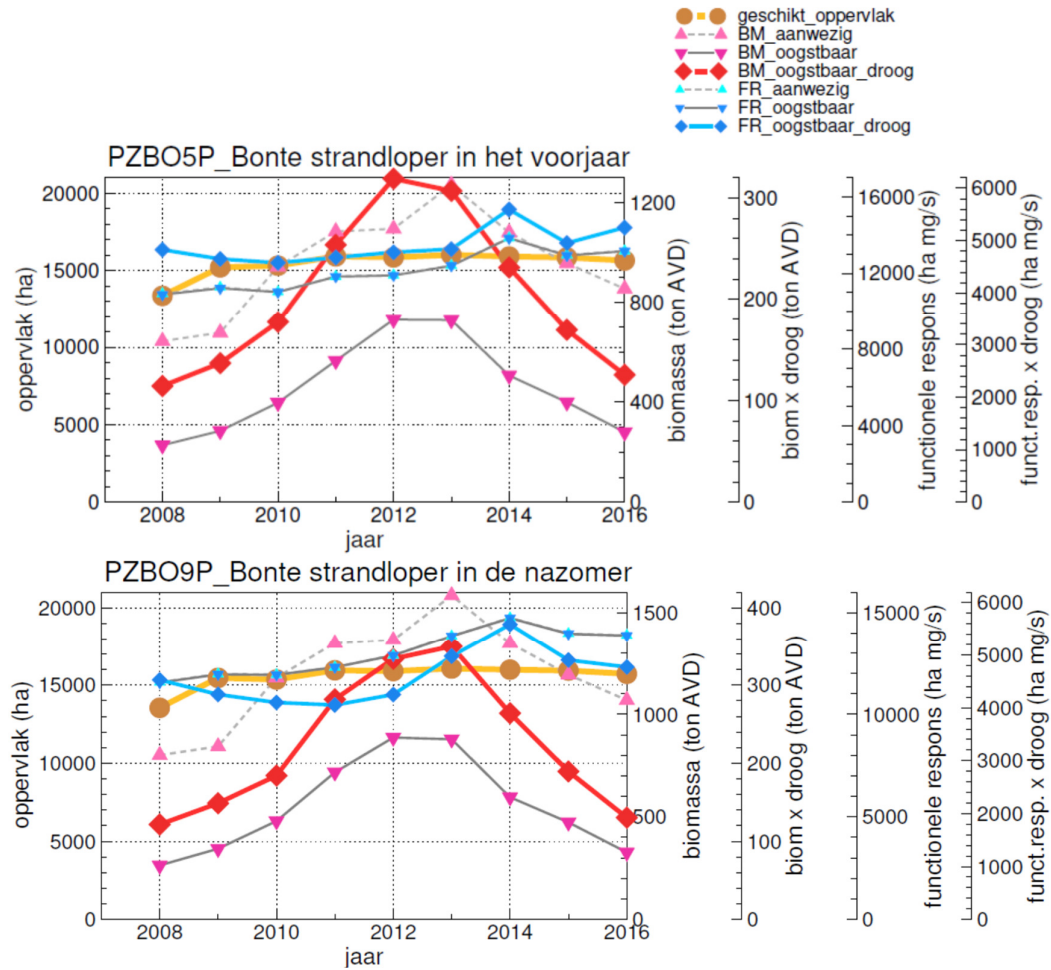 geschikt_oppervlak
BM_aanwezig
BM_oogstbaar
BM_oogstbaar_droog
FR_aanwezig
FR_oogstbaar
FR_oogstbaar_droog
PZBO5P_Bonte strandloper in het voorjaar
oppervlak (ha)
20000
15000
10000
5000
0
2008
2010
2012
2014
2016
jaar
1200
800
400
0
biomassa (ton AVD)
300
200
100
0
biom x droog (ton AVD)
16000
12000
8000
4000
0
functionele respons (ha mg/s)
6000
5000
4000
3000
2000
1000
0
funct.resp. x droog (ha mg/s)
PZBO9P_Bonte strandloper in de nazomer
oppervlak (ha)
20000
15000
10000
5000
0
2008
2010
2012
2014
2016
jaar
1500
1000
500
0
biomassa (ton AVD)
400
300
200
100
0
biom x droog (ton AVD)
15000
10000
5000
0
functionele respons (ha mg/s)
6000
5000
4000
3000
2000
1000
0
funct.resp. x droog (ha mg/s)